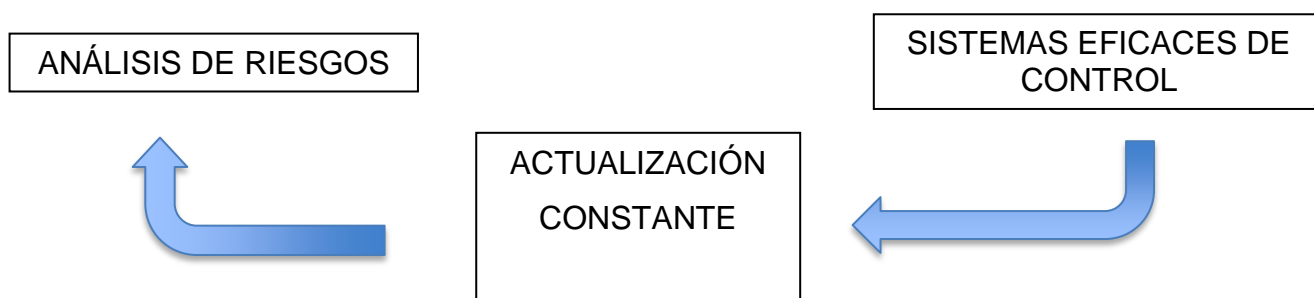 ANÁLISIS DE RIESGOS
SISTEMAS EFICACES DE
CONTROL
ACTUALIZACIÓN
CONSTANTE